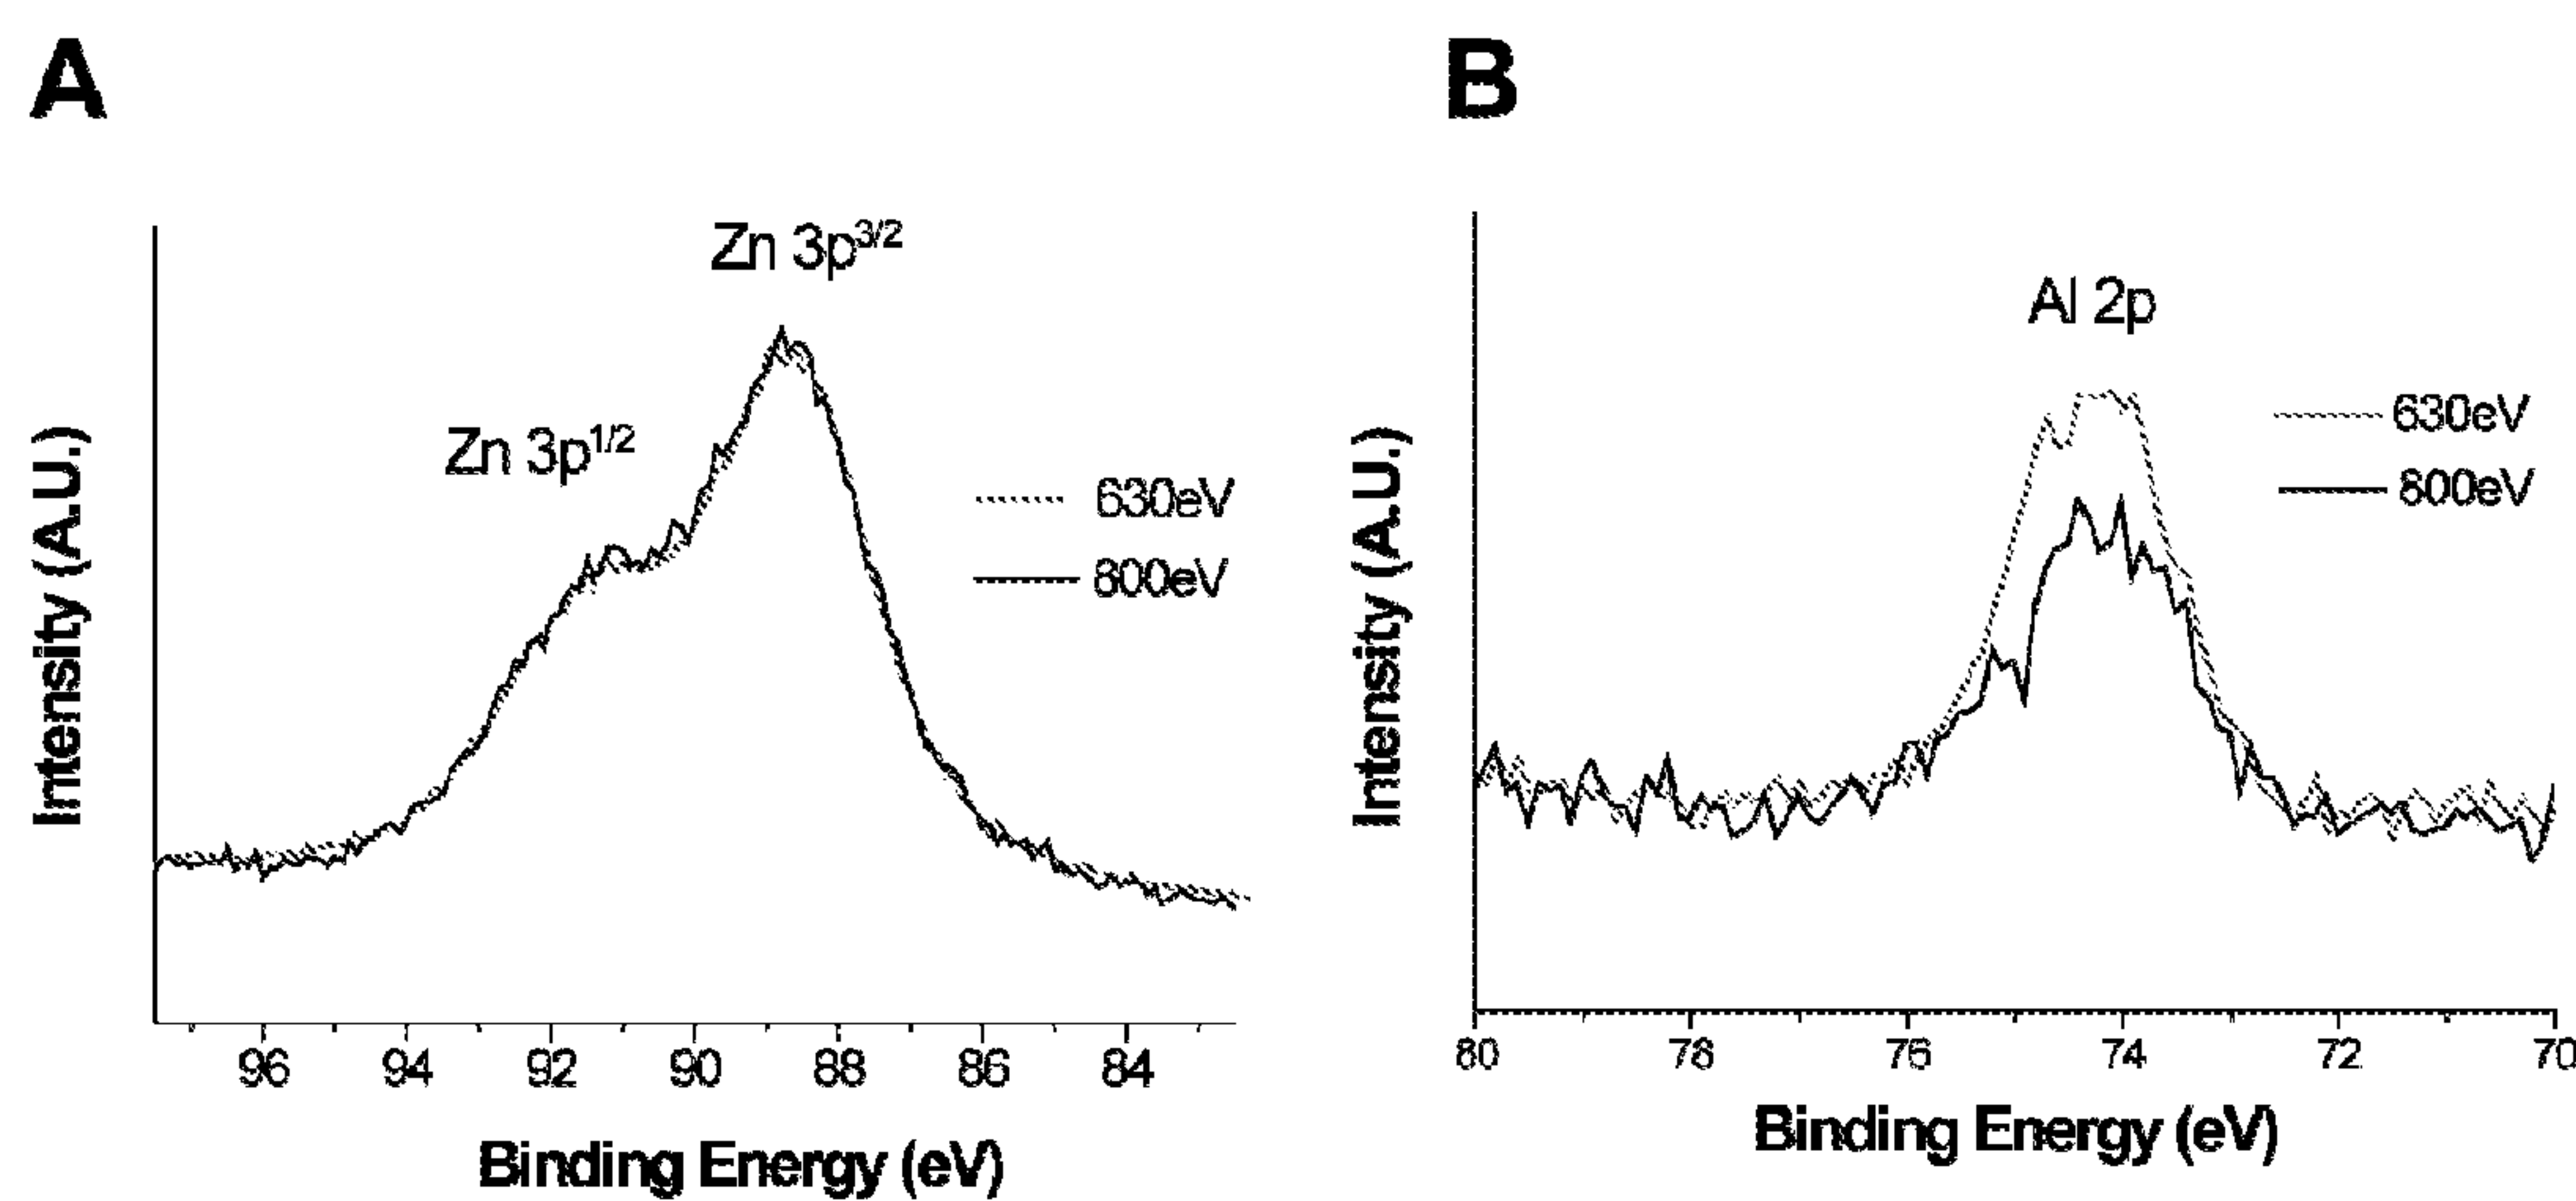 A
B
Zn 3p3/2
Zn 3p1/2
630eV
800eV
Intensity (A.U.)
96 94 92 90 88 86 84
Binding Energy (eV)
Al 2p
630eV
800eV
Intensity (A.U.)
80 78 76 74 72 70
Binding Energy (eV)